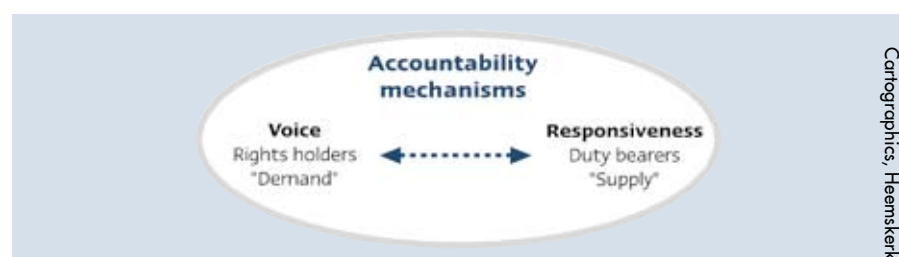 Accountability
mechanisms
Voice
Rights holders
"Demand"
Responsiveness
Duty bearers
"Supply"
Cartographics, Heemskerk